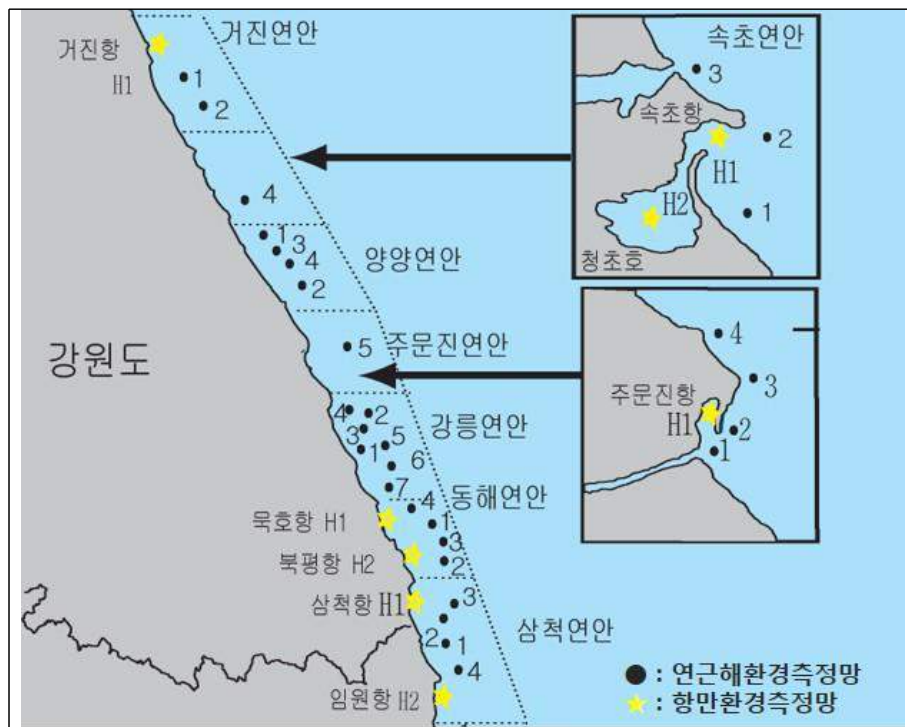 거진연안
거진항
H1
1
2
4
양양연안
1
3
4
2
주문진연안
5
강원도
강릉연안
4
2
3
1
5
6
7
동해연안
묵호항 H1
북평항 H2
4
1
3
2
삼척항 H1
삼척연안
3
2
1
4
임원항 H2
속초연안
3
속초항
2
H1
H2
1
청초호
4
3
주문진항
H1
2
1
● : 연근해환경측정망
★ : 항만환경측정망